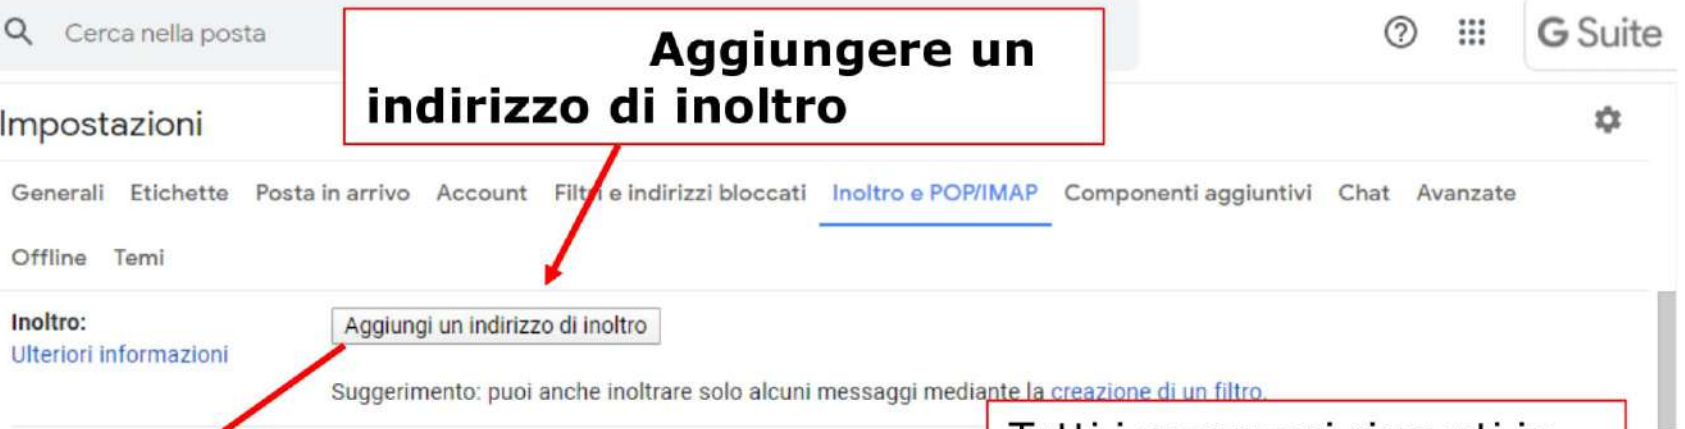 Cerca nella posta
Aggiungere un
indirizzo di inoltro
G Suite
Impostazioni
Generali Etichette Posta in arrivo Account Filtri e indirizzi bloccati Inoltro e POP/IMAP Componenti aggiuntivi Chat Avanzate
Offline Temi
Inoltro:
Aggiungi un indirizzo di inoltro
Ulteriori informazioni
Suggerimento: puoi anche inoltrare solo alcuni messaggi mediante la creazione di un filtro.